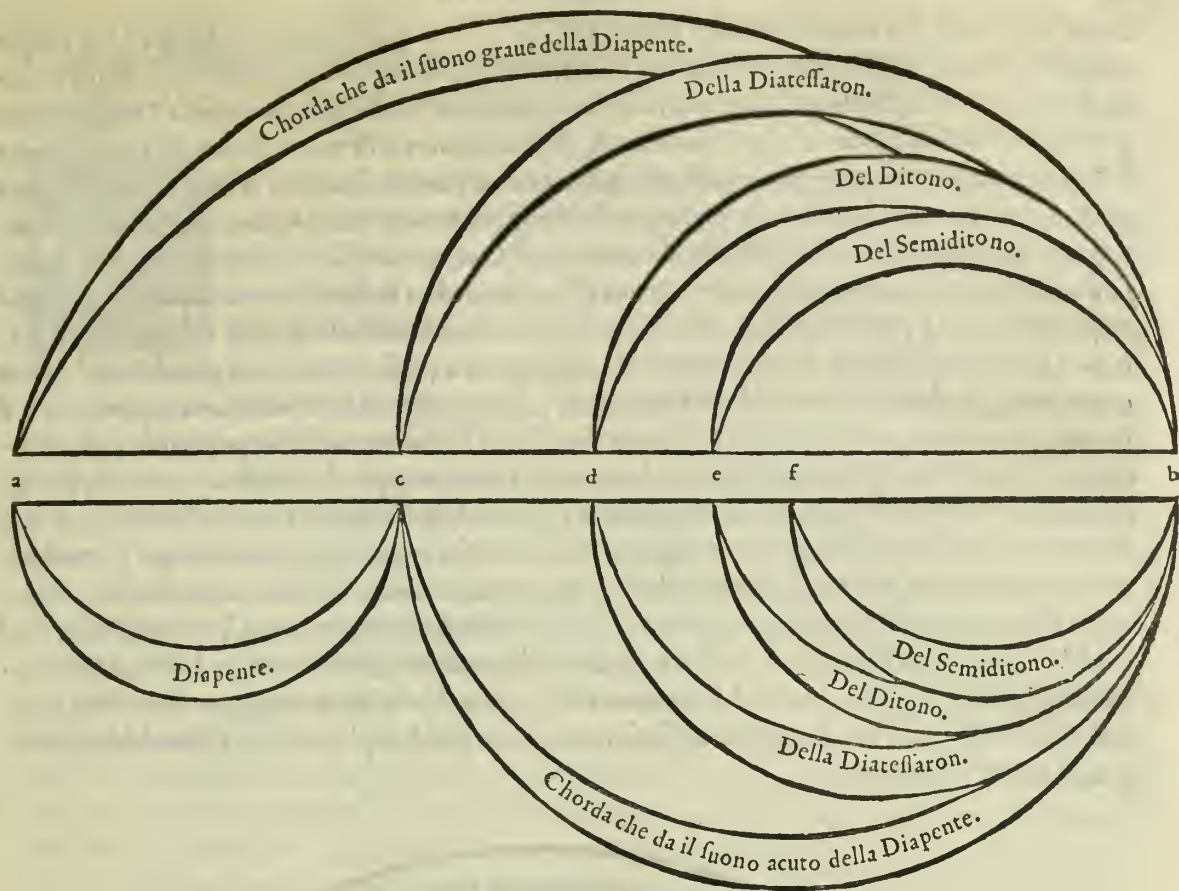 Chorda che da il ſuono graue della Diapente.
Della Diateſſaron.
Del Ditono.
Del Semiditono.
a c d e f b
Diapente.
Del Semiditono.
Del Ditono.
Della Diateſſaron.
Chorda che da il ſuono acuto della Diapente.